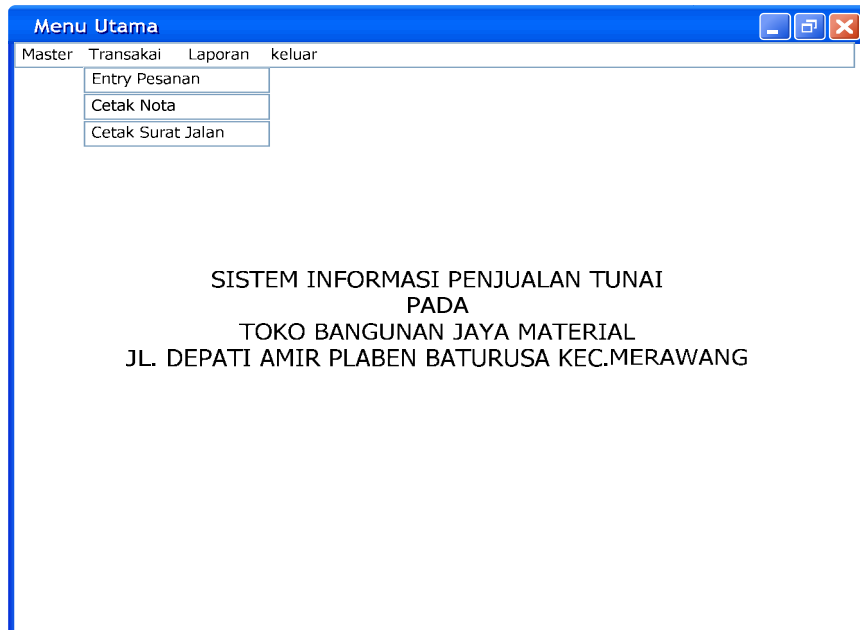 Menu Utama
Master Transakai Laporan keluar
Entry Pesanan
Cetak Nota
Cetak Surat Jalan
SISTEM INFORMASI PENJUALAN TUNAI
PADA
TOKO BANGUNAN JAYA MATERIAL
JL. DEPATI AMIR PLABEN BATURUSA KEC.MERAWANG